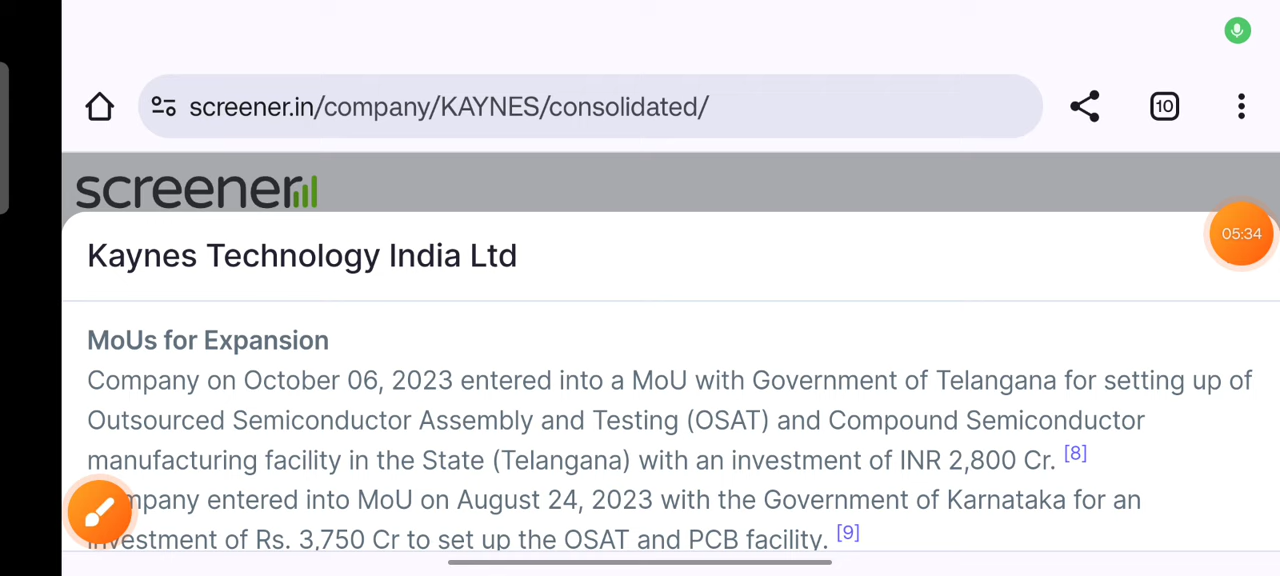 screener.in/company/KAYNES/consolidated/
10
screener
05:34
Kaynes Technology India Ltd
MoUs for Expansion
Company on October 06, 2023 entered into a MoU with Government of Telangana for setting up of
Outsourced Semiconductor Assembly and Testing (OSAT) and Compound Semiconductor
manufacturing facility in the State (Telangana) with an investment of INR 2,800 Cr. [8]
mpany entered into MoU on August 24, 2023 with the Government of Karnataka for an
investment of Rs. 3,750 Cr to set up the OSAT and PCB facility. [9]